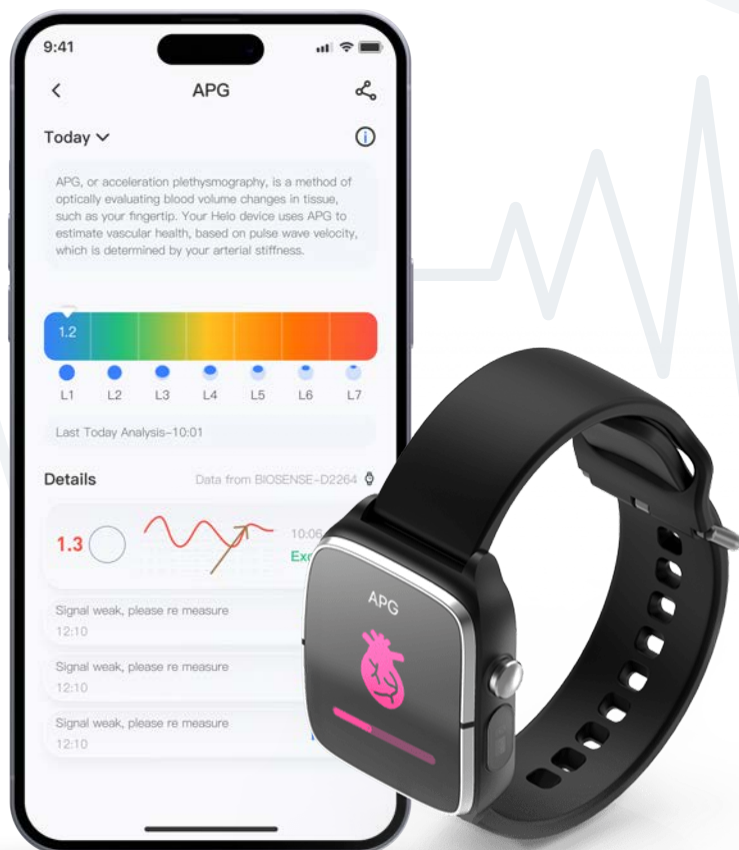 9:41
APG
Today
APG, or acceleration plethysmography, is a method of
optically evaluating blood volume changes in tissue,
such as your fingertip. Your Helo device uses APG to
estimate vascular health, based on pulse wave velocity,
which is determined by your arterial stiffness.
1.2
L1 L2 L3 L4 L5 L6 L7
Last Today Analysis-10:01
Details Data from BIOSENSE-D2264
1.3 10:06
Signal weak, please re measure
12:10
Signal weak, please re measure
12:10
Signal weak, please re measure
12:10
APG